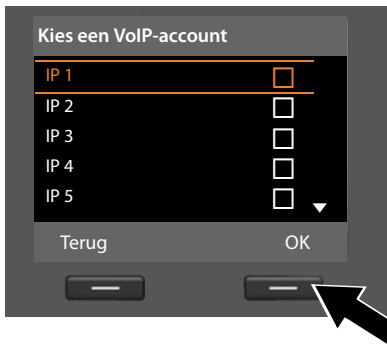 Kies een VoIP-account
IP 1
IP 2
IP 3
IP 4
IP 5
Terug OK